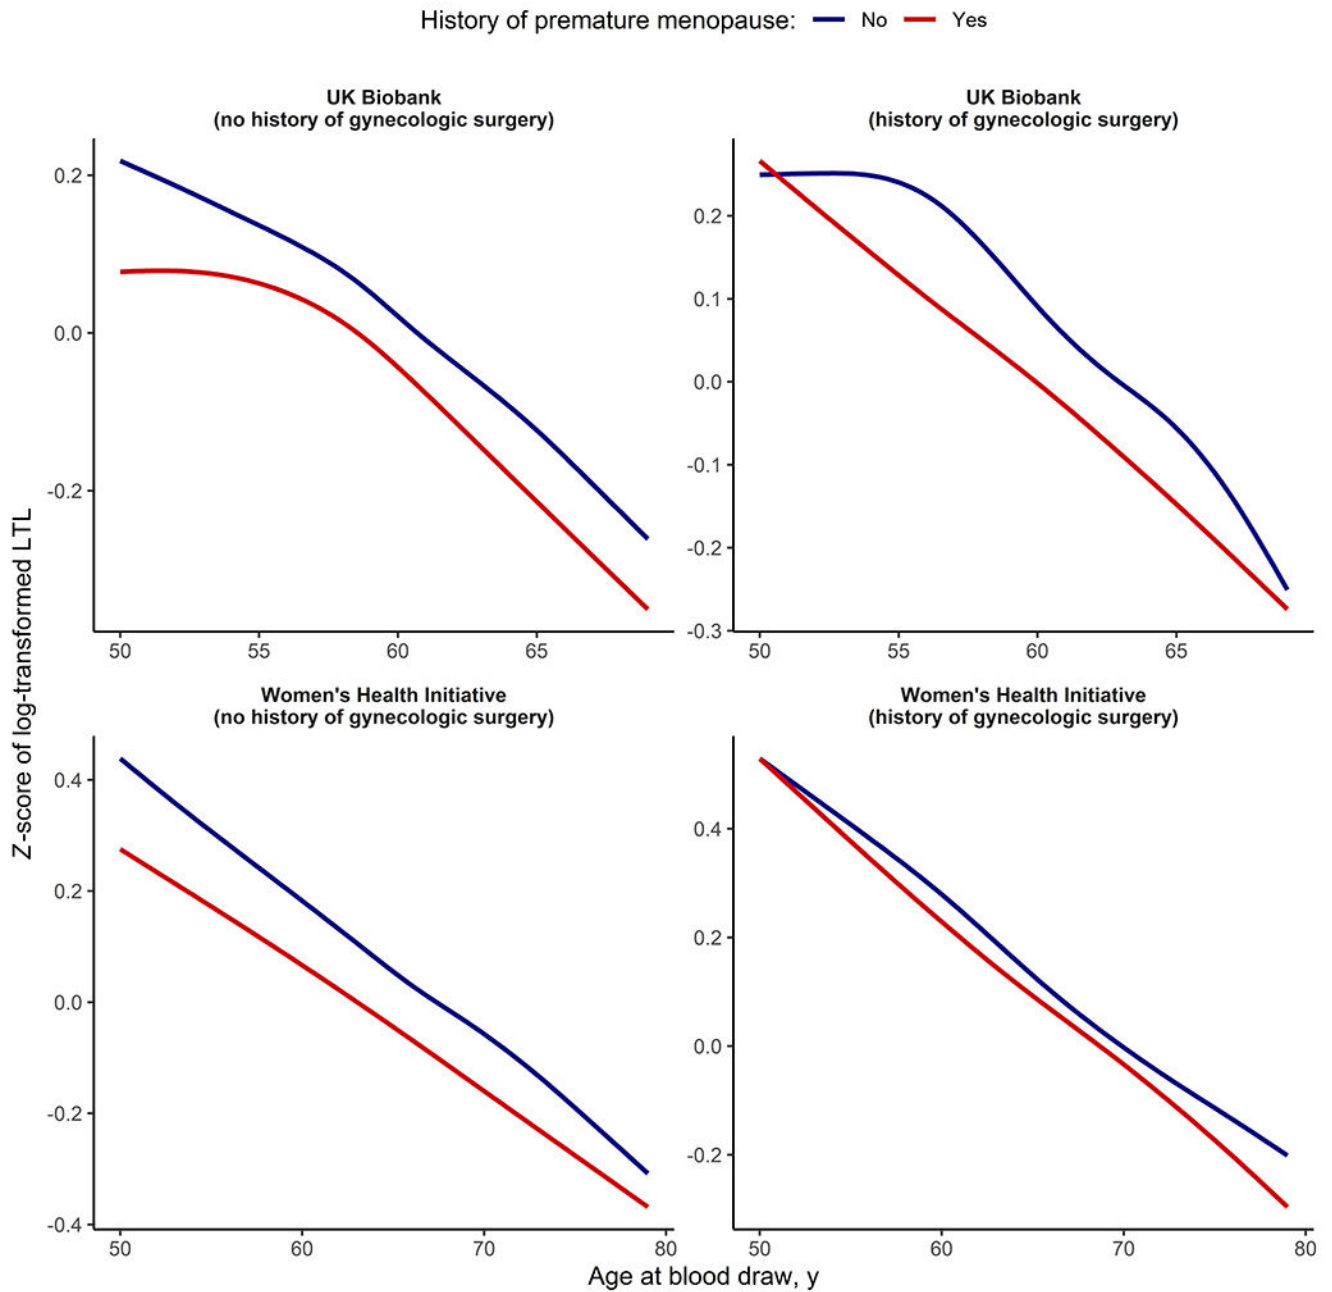 History of premature menopause: No Yes
UK Biobank
(no history of gynecologic surgery)
0.2
0.0
-0.2
50 55 60 65
UK Biobank
(history of gynecologic surgery)
0.2
0.1
0.0
-0.1
-0.2
-0.3
50 55 60 65
Z-score of log-transformed LTL
Women's Health Initiative
(no history of gynecologic surgery)
0.4
0.2
0.0
-0.2
-0.4
50 60 70 80
Women's Health Initiative
(history of gynecologic surgery)
0.4
0.2
0.0
-0.2
50 60 70 80
Age at blood draw, y